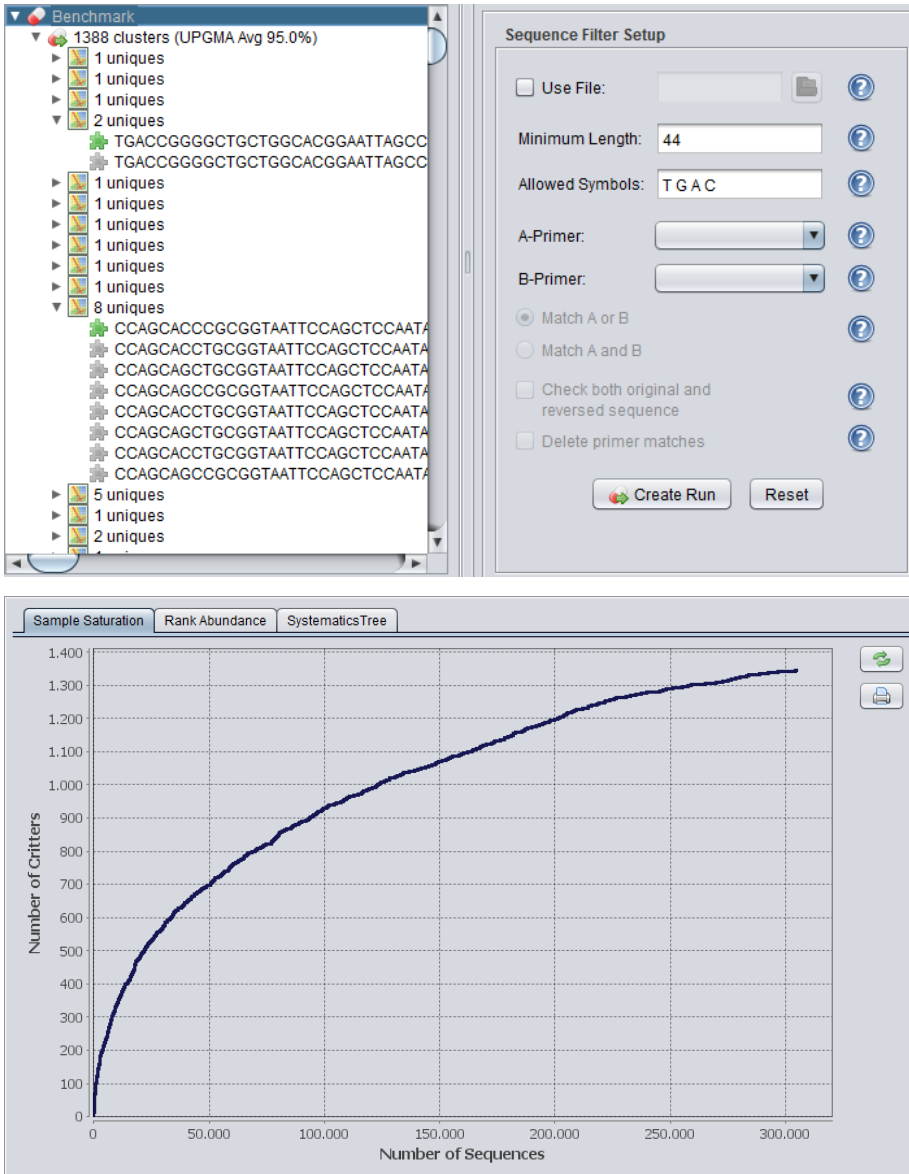 Benchmark
1388 clusters (UPGMA Avg 95.0%)
1 uniques
1 uniques
1 uniques
2 uniques
TGACCGGGGCTGCTGGCACGGAATTAGCC
TGACCGGGGCTGCTGGCACGGAATTAGCC
1 uniques
1 uniques
1 uniques
1 uniques
1 uniques
1 uniques
8 uniques
CCAGCACCCGCGGTAATTCCAGCTCCAATA
CCAGCACCTGCGGTAATTCCAGCTCCAATA
CCAGCAGCTGCGGTAATTCCAGCTCCAATA
CCAGCAGCCGCGGTAATTCCAGCTCCAATA
CCAGCACCTGCGGTAATTCCAGCTCCAATA
CCAGCAGCTGCGGTAATTCCAGCTCCAATA
CCAGCACCTGCGGTAATTCCAGCTCCAATA
CCAGCAGCCGCGGTAATTCCAGCTCCAATA
5 uniques
1 uniques
2 uniques
Sequence Filter Setup
Use File:
Minimum Length: 44
Allowed Symbols: T G A C
A-Primer:
B-Primer:
Match A or B
Match A and B
Check both original and
reversed sequence
Delete primer matches
Create Run Reset
Sample Saturation Rank Abundance SystematicsTree
1.400
1.300
1.200
1.100
1.000
900
800
700
600
500
400
300
200
100
0
Number of Critters
0 50.000 100.000 150.000 200.000 250.000 300.000
Number of Sequences